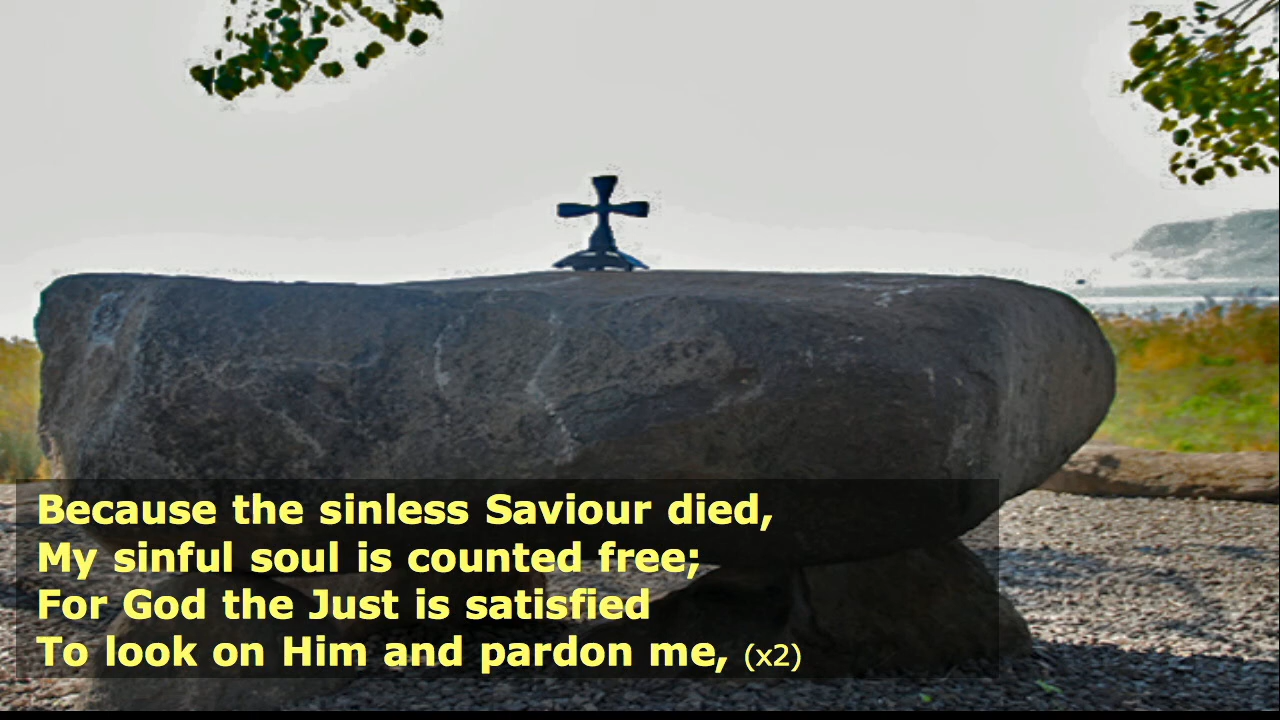 Because the sinless Saviour died,
My sinful soul is counted free;
For God the Just is satisfied
To look on Him and pardon me, (x2)